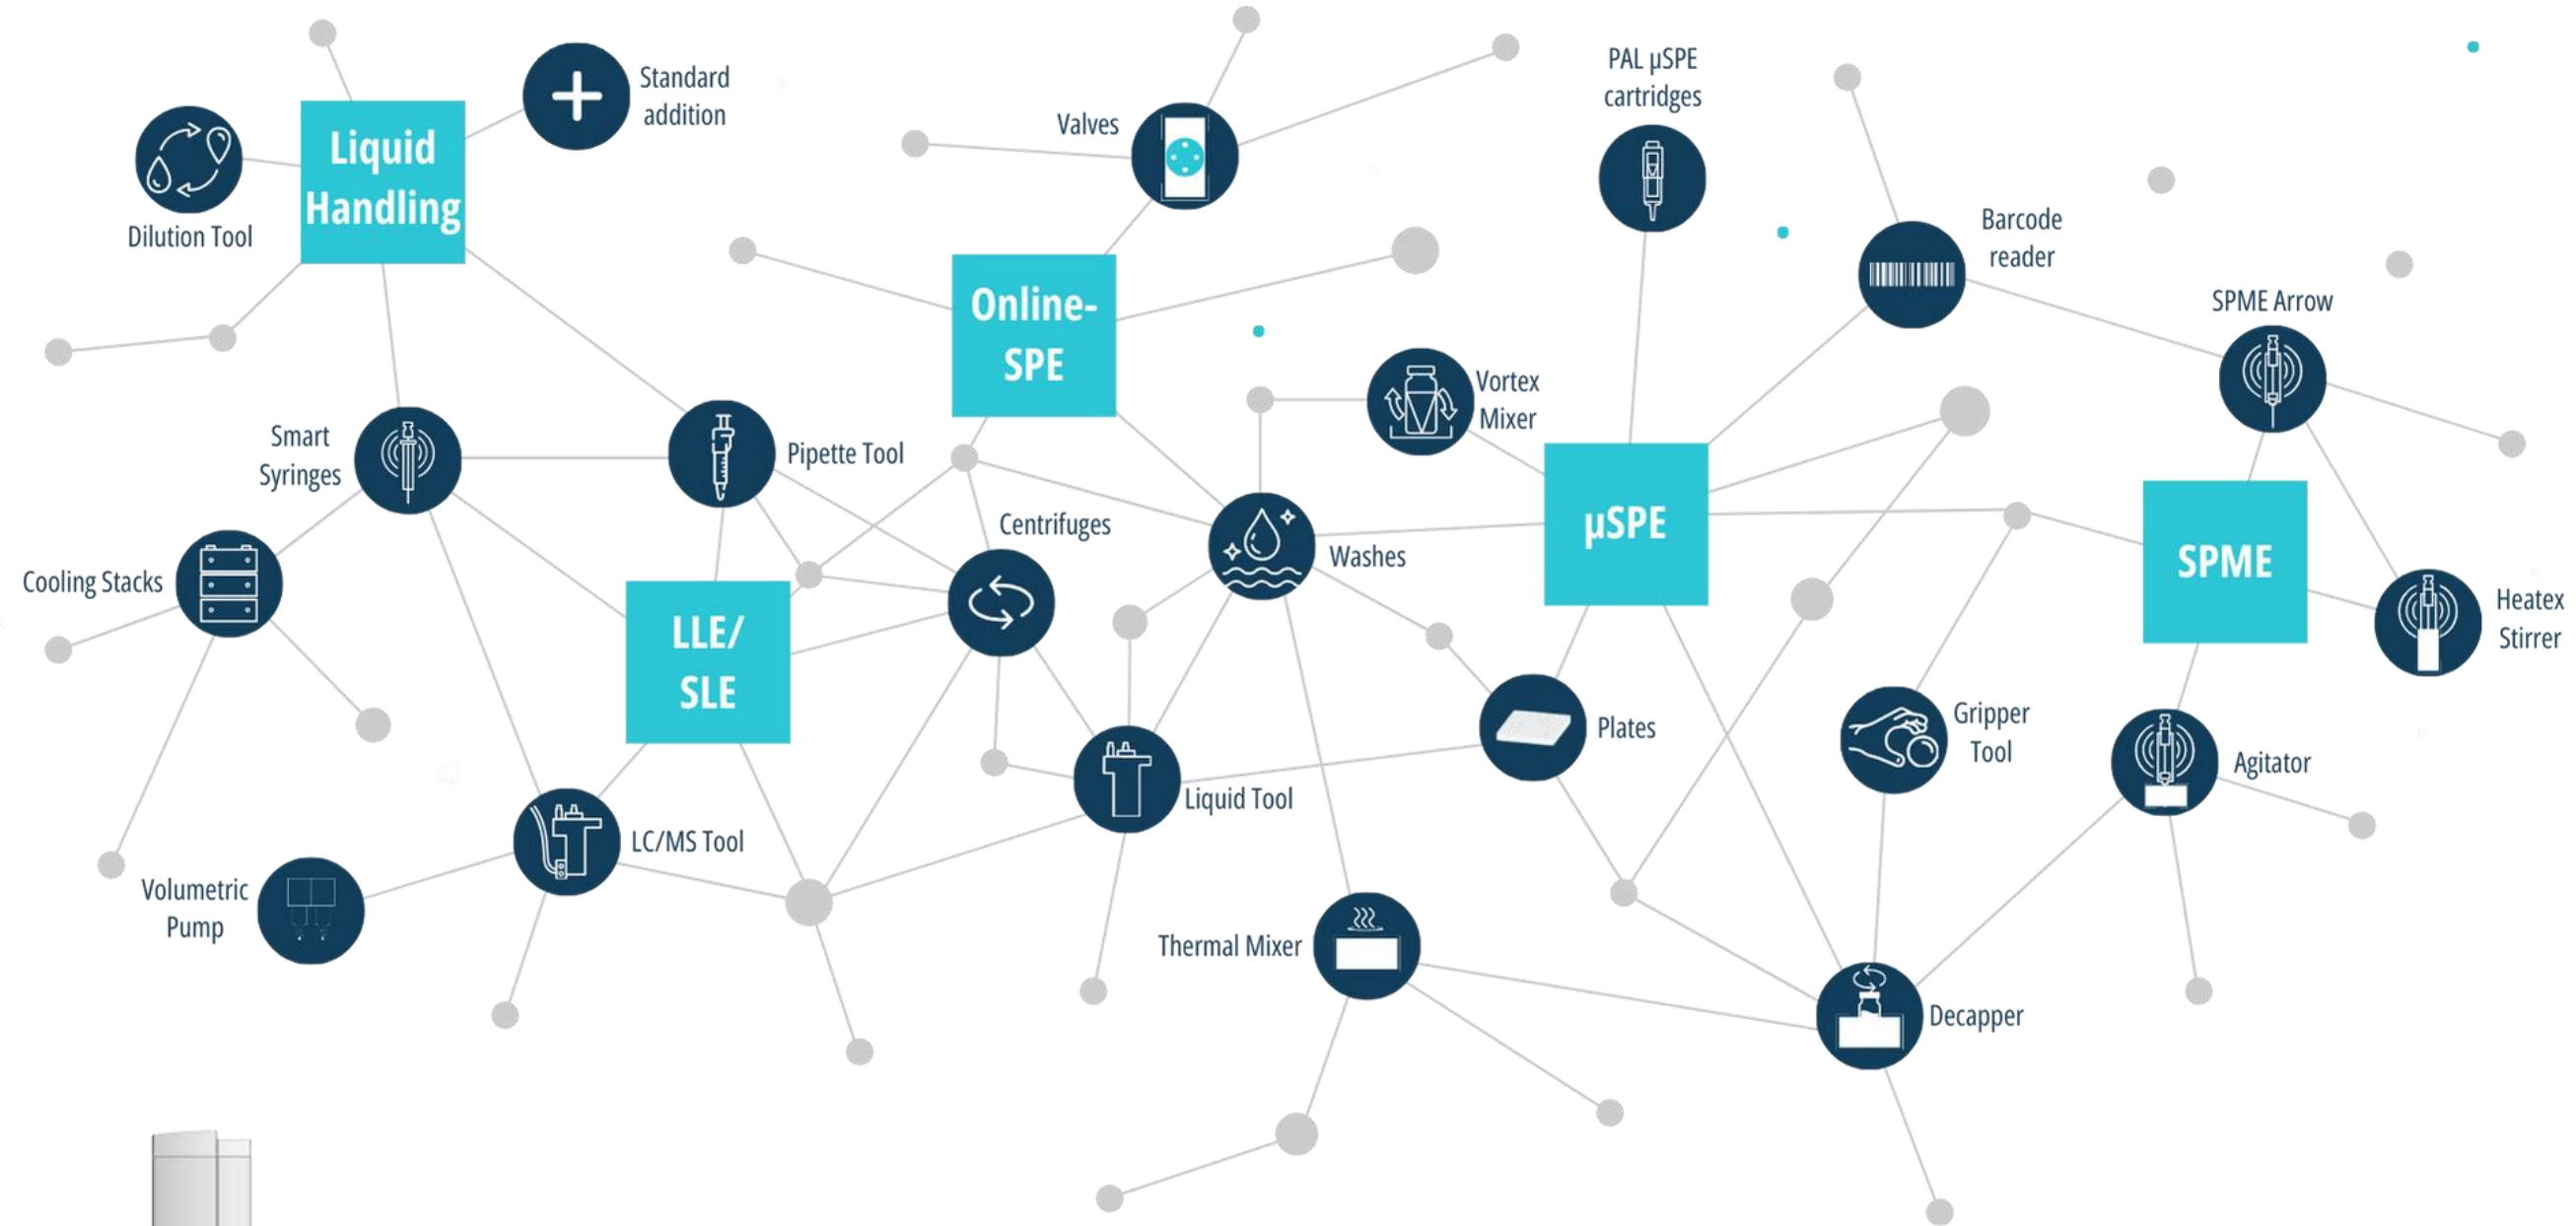 Liquid
Handling
Standard
addition
Dilution Tool
Valves
PAL µSPE
cartridges
Barcode
reader
SPME Arrow
Online-
SPE
Vortex
Mixer
Smart
Syringes
Pipette Tool
Centrifuges
µSPE
Washes
SPME
Cooling Stacks
LLE/
SLE
Heatex
Stirrer
Plates
Gripper
Tool
Agitator
Liquid Tool
LC/MS Tool
Volumetric
Pump
Thermal Mixer
Decapper